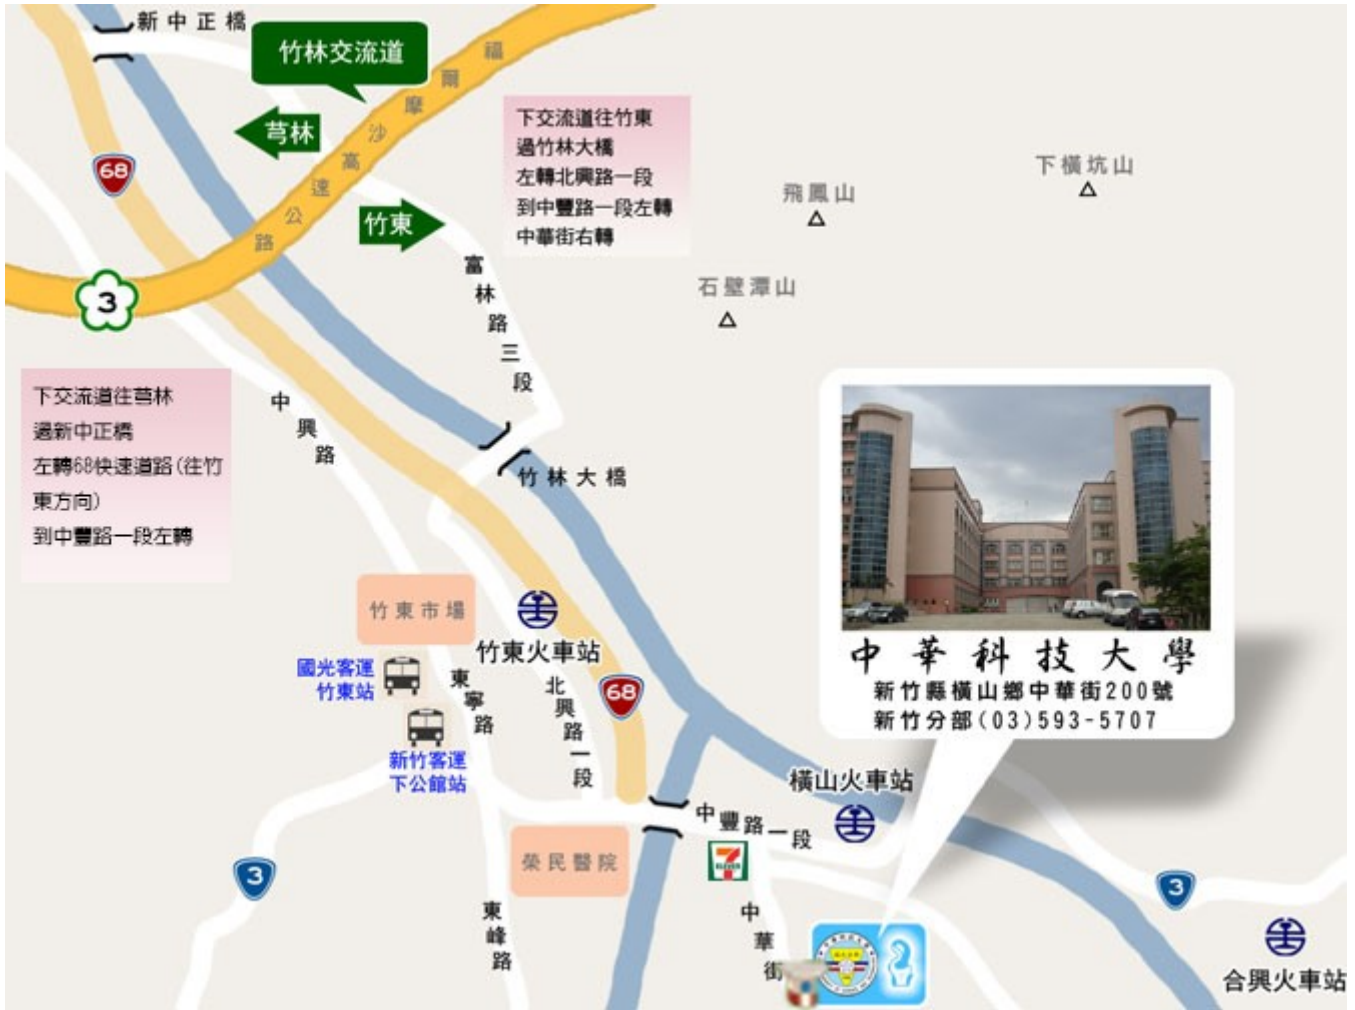 新中正橋
竹林交流道
福爾摩沙高速公路
芎林
68
竹東
3
下交流道往竹東
過竹林大橋
左轉北興路一段
到中豐路一段左轉
中華街右轉
下橫坑山
飛鳳山
石壁潭山
富林路三段
下交流道往芎林
過新中正橋
左轉68快速道路(往竹
東方向)
到中豐路一段左轉
中興路
竹林大橋
竹東市場
竹東火車站
國光客運
竹東站
東寧路
北興路一段
68
新竹客運
下公館站
中華科技大學
新竹縣橫山鄉中華街200號
新竹分部(03)593-5707
橫山火車站
中豐路一段
7
ELEVEN
榮民醫院
3
東峰路
中華街
3
合興火車站